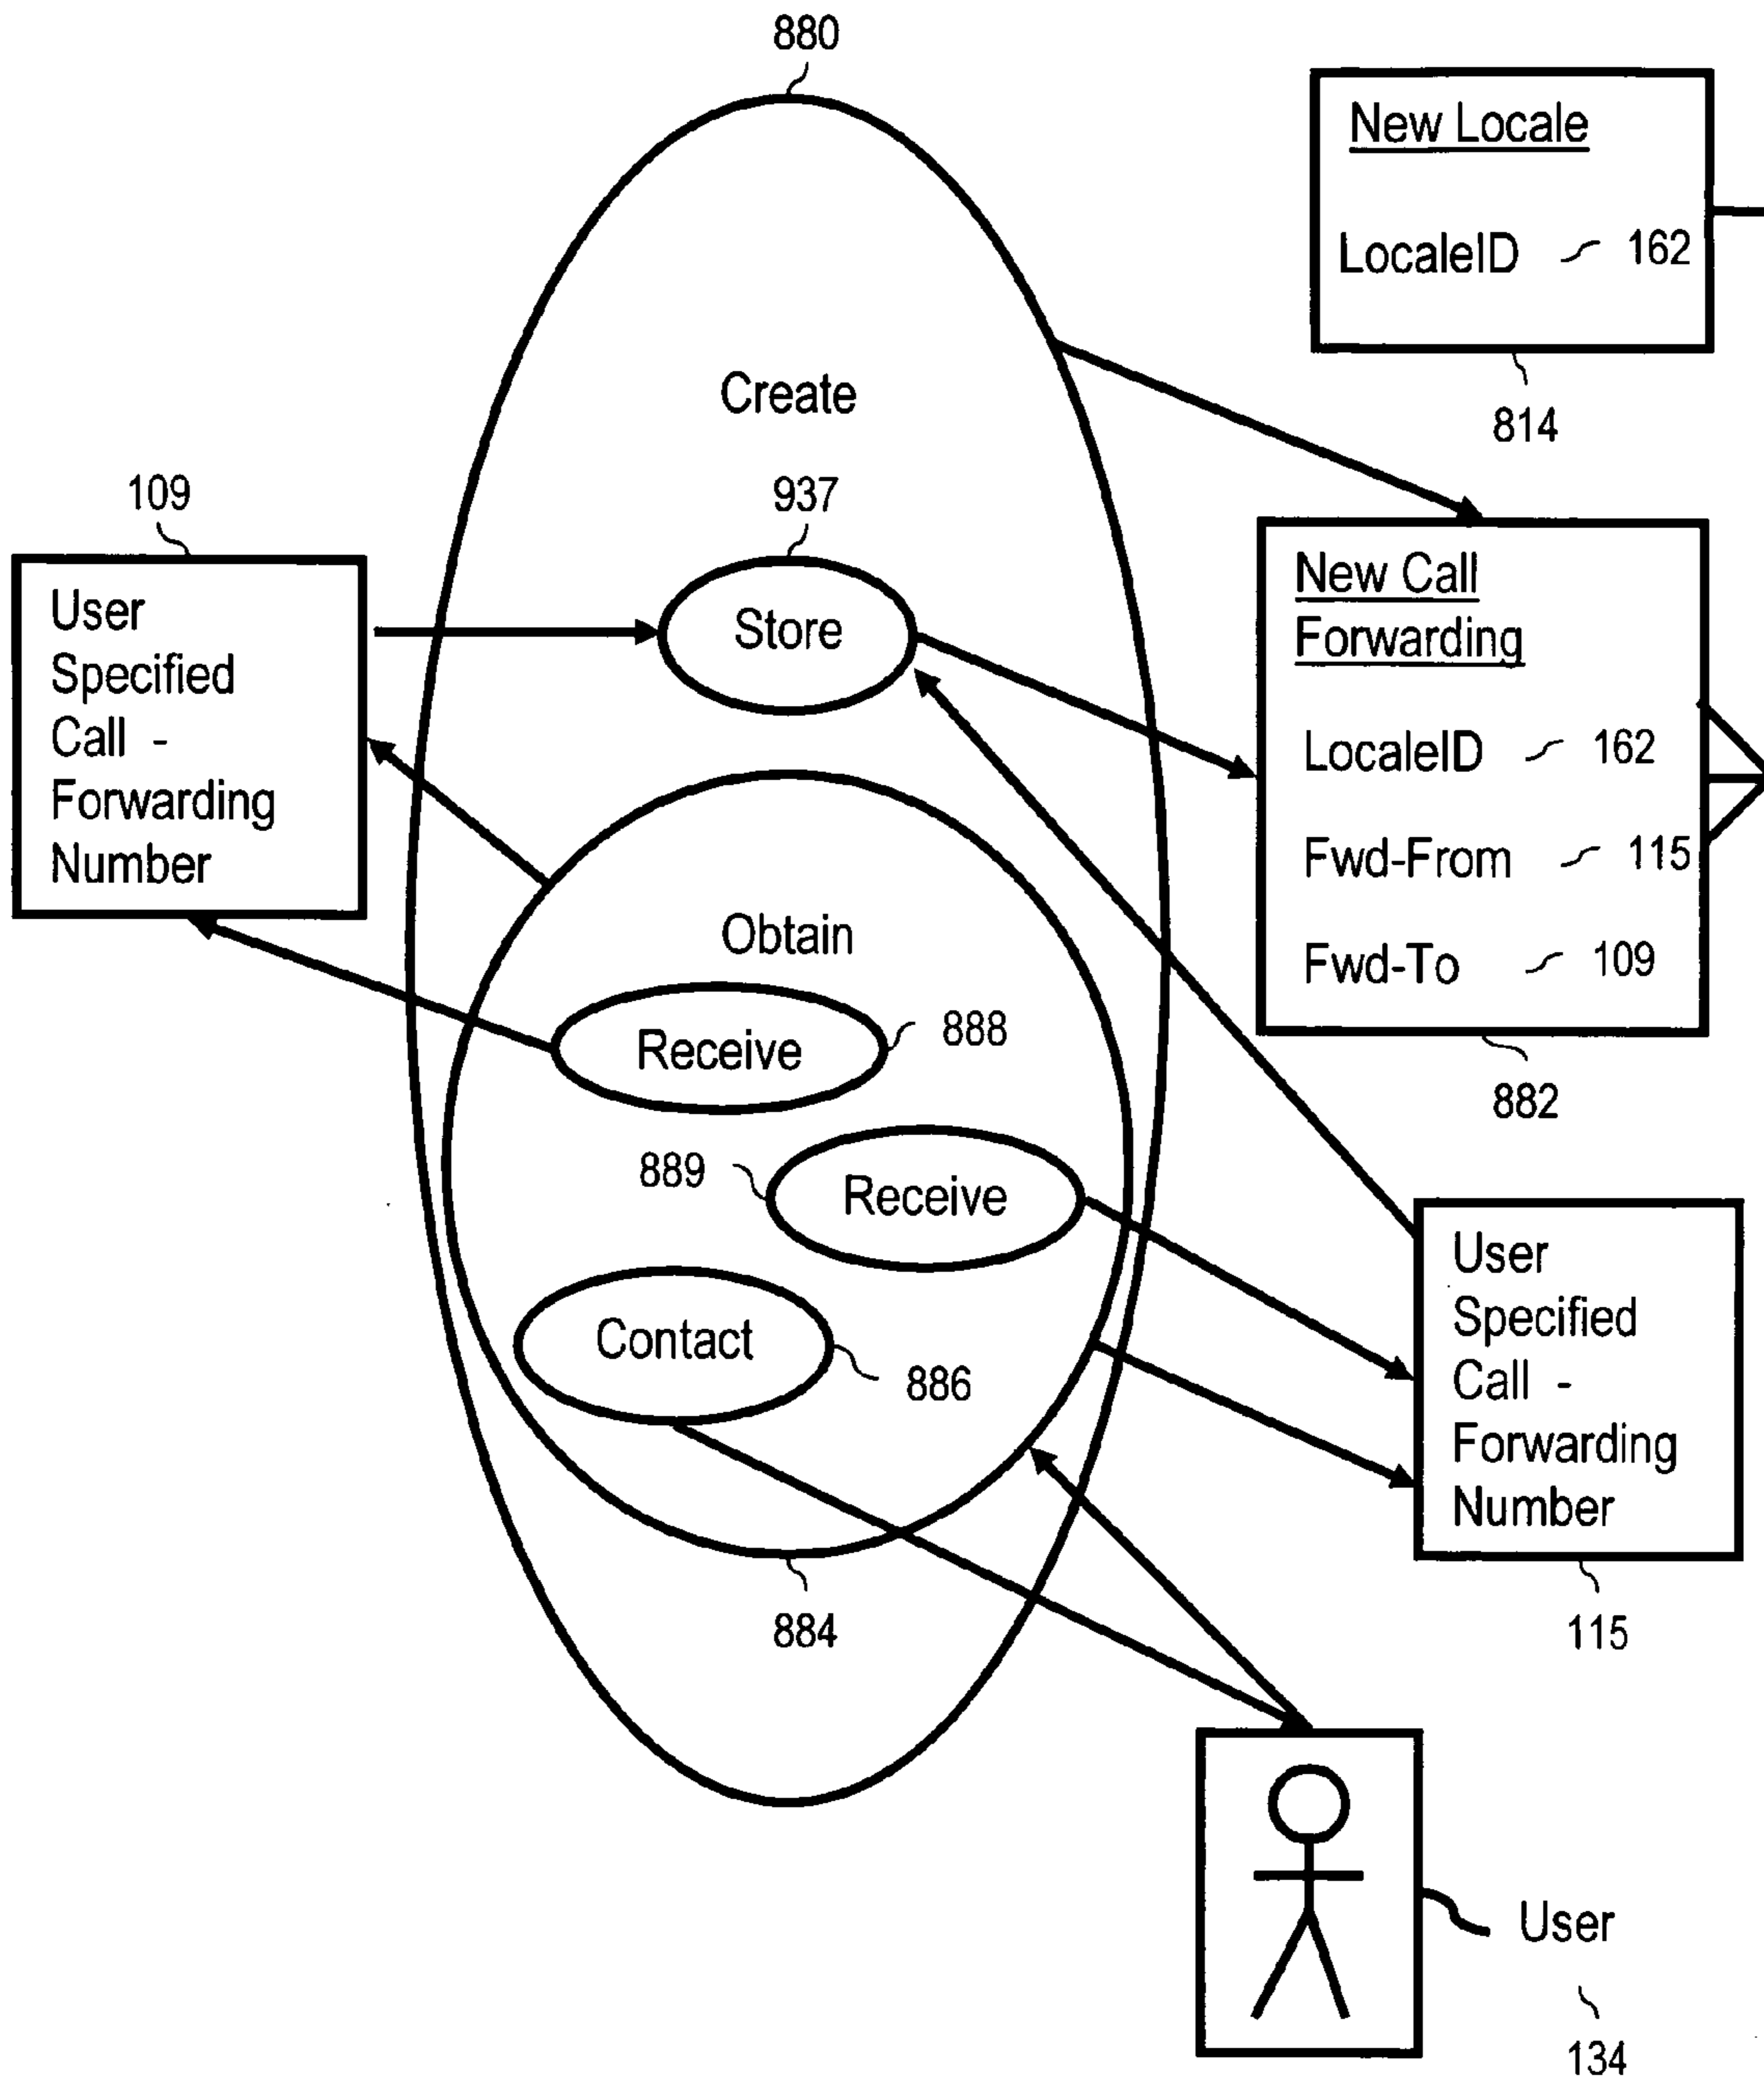 880
New Locale
LocaleID 162
814
Create
109
937
User
Specified
Call -
Forwarding
Number
Store
New Call
Forwarding
LocaleID 162
Fwd-From 115
Fwd-To 109
882
Obtain
Receive 888
889 Receive
Contact 886
884
User
Specified
Call -
Forwarding
Number
115
User
134